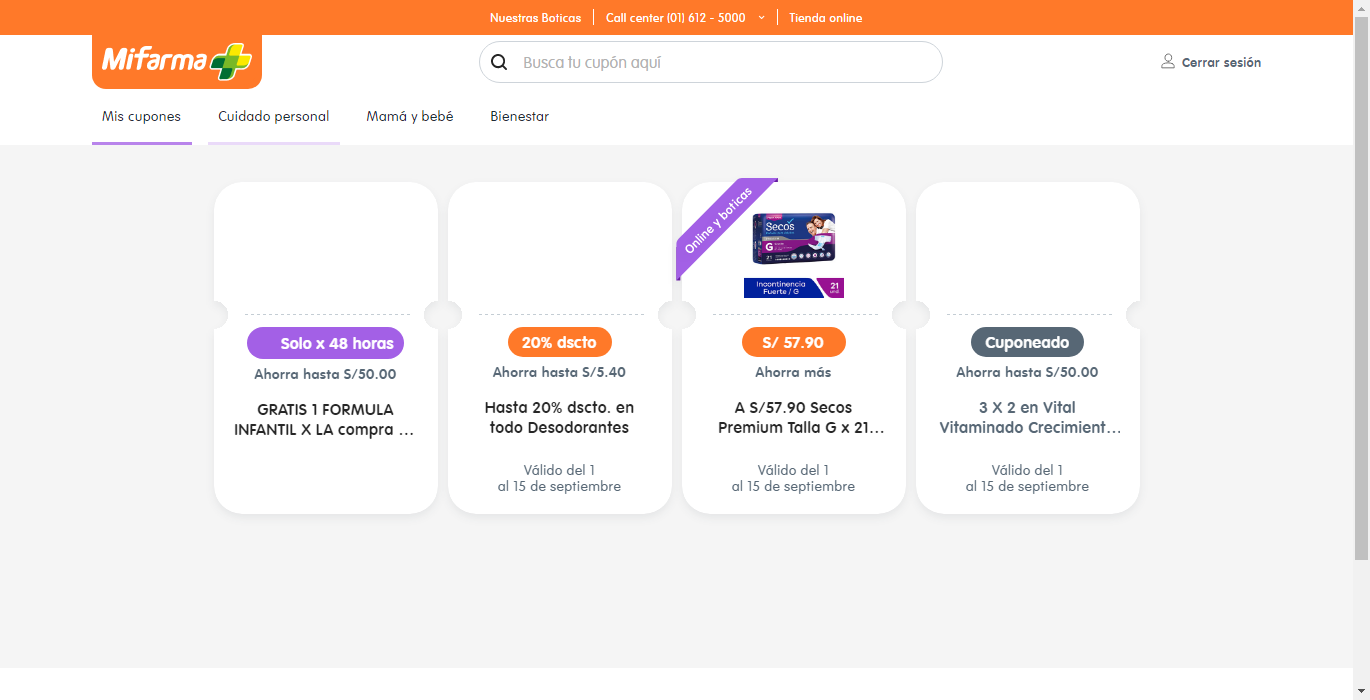 Nuestras Boticas
Call center (01) 612 - 5000
Tienda online
Mifarma
Busca tu cupón aquí
Cerrar sesión
Mis cupones
Cuidado personal
Mamá y bebé
Bienestar
Solo x 48 horas
Ahorra hasta S/50.00
GRATIS 1 FORMULA
INFANTIL X LA compra ...
20% dscto
Ahorra hasta S/5.40
Hasta 20% dscto. en
todo Desodorantes
Válido del 1
al 15 de septiembre
Online y boticas
Secos
G
21
Incontinencia
Fuerte / G
21
S/ 57.90
Ahorra más
A S/57.90 Secos
Premium Talla G x 21...
Válido del 1
al 15 de septiembre
Cuponeado
Ahorra hasta S/50.00
3 X 2 en Vital
Vitaminado Crecimient...
Válido del 1
al 15 de septiembre